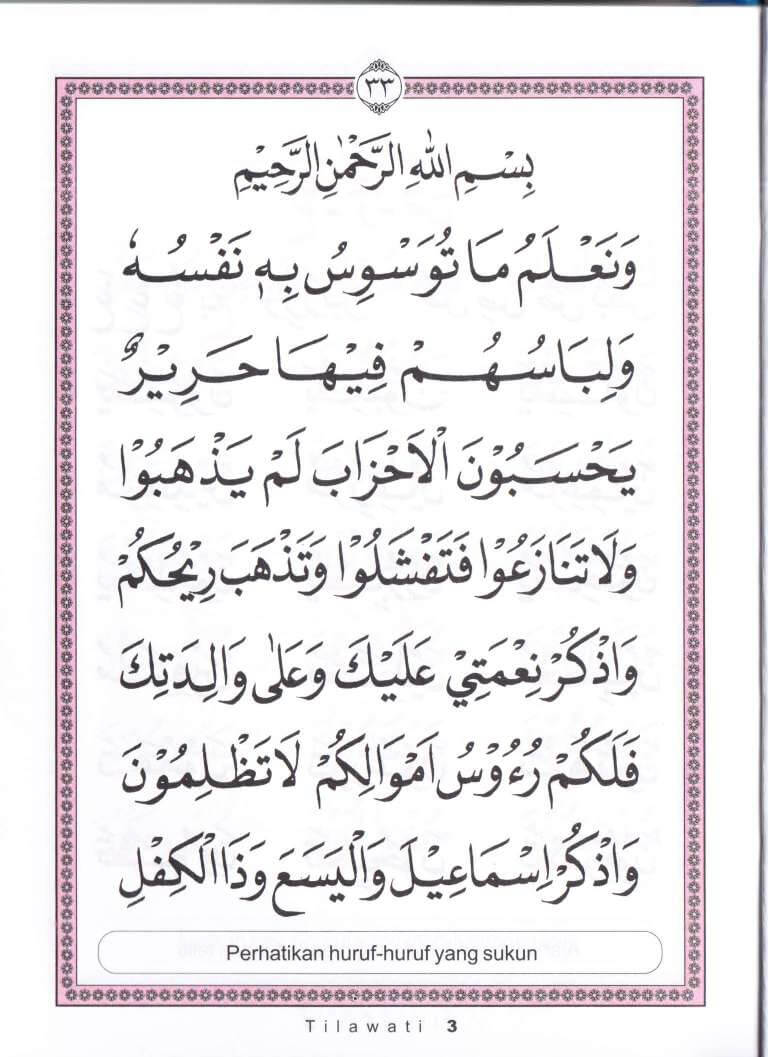 ٣٣
بِسْمِ اللهِ الرَّحْمٰنِ الرَّحِيْمِ
وَنَعْلَمُ مَا تُوَسْوِسُ بِهٖ نَفْسُهٗ
وَلِبَاسُهُمْ فِيْهَا حَرِيْرٌ
يَحْسَبُوْنَ الْاَحْزَابَ لَمْ يَذْهَبُوْا
وَلَا تَنَازَعُوْا فَتَفْشَلُوْا وَتَذْهَبَ رِيْحُكُمْ
وَاذْكُرْ نِعْمَتِيْ عَلَيْكَ وَعَلٰى وَالِدَتِكَ
فَلَكُمْ رُءُوْسُ اَمْوَالِكُمْ لَا تَظْلِمُوْنَ
وَاذْكُرْ اِسْمَاعِيْلَ وَالْيَسَعَ وَذَا الْكِفْلِ
Perhatikan huruf-huruf yang sukun
Tilawati 3